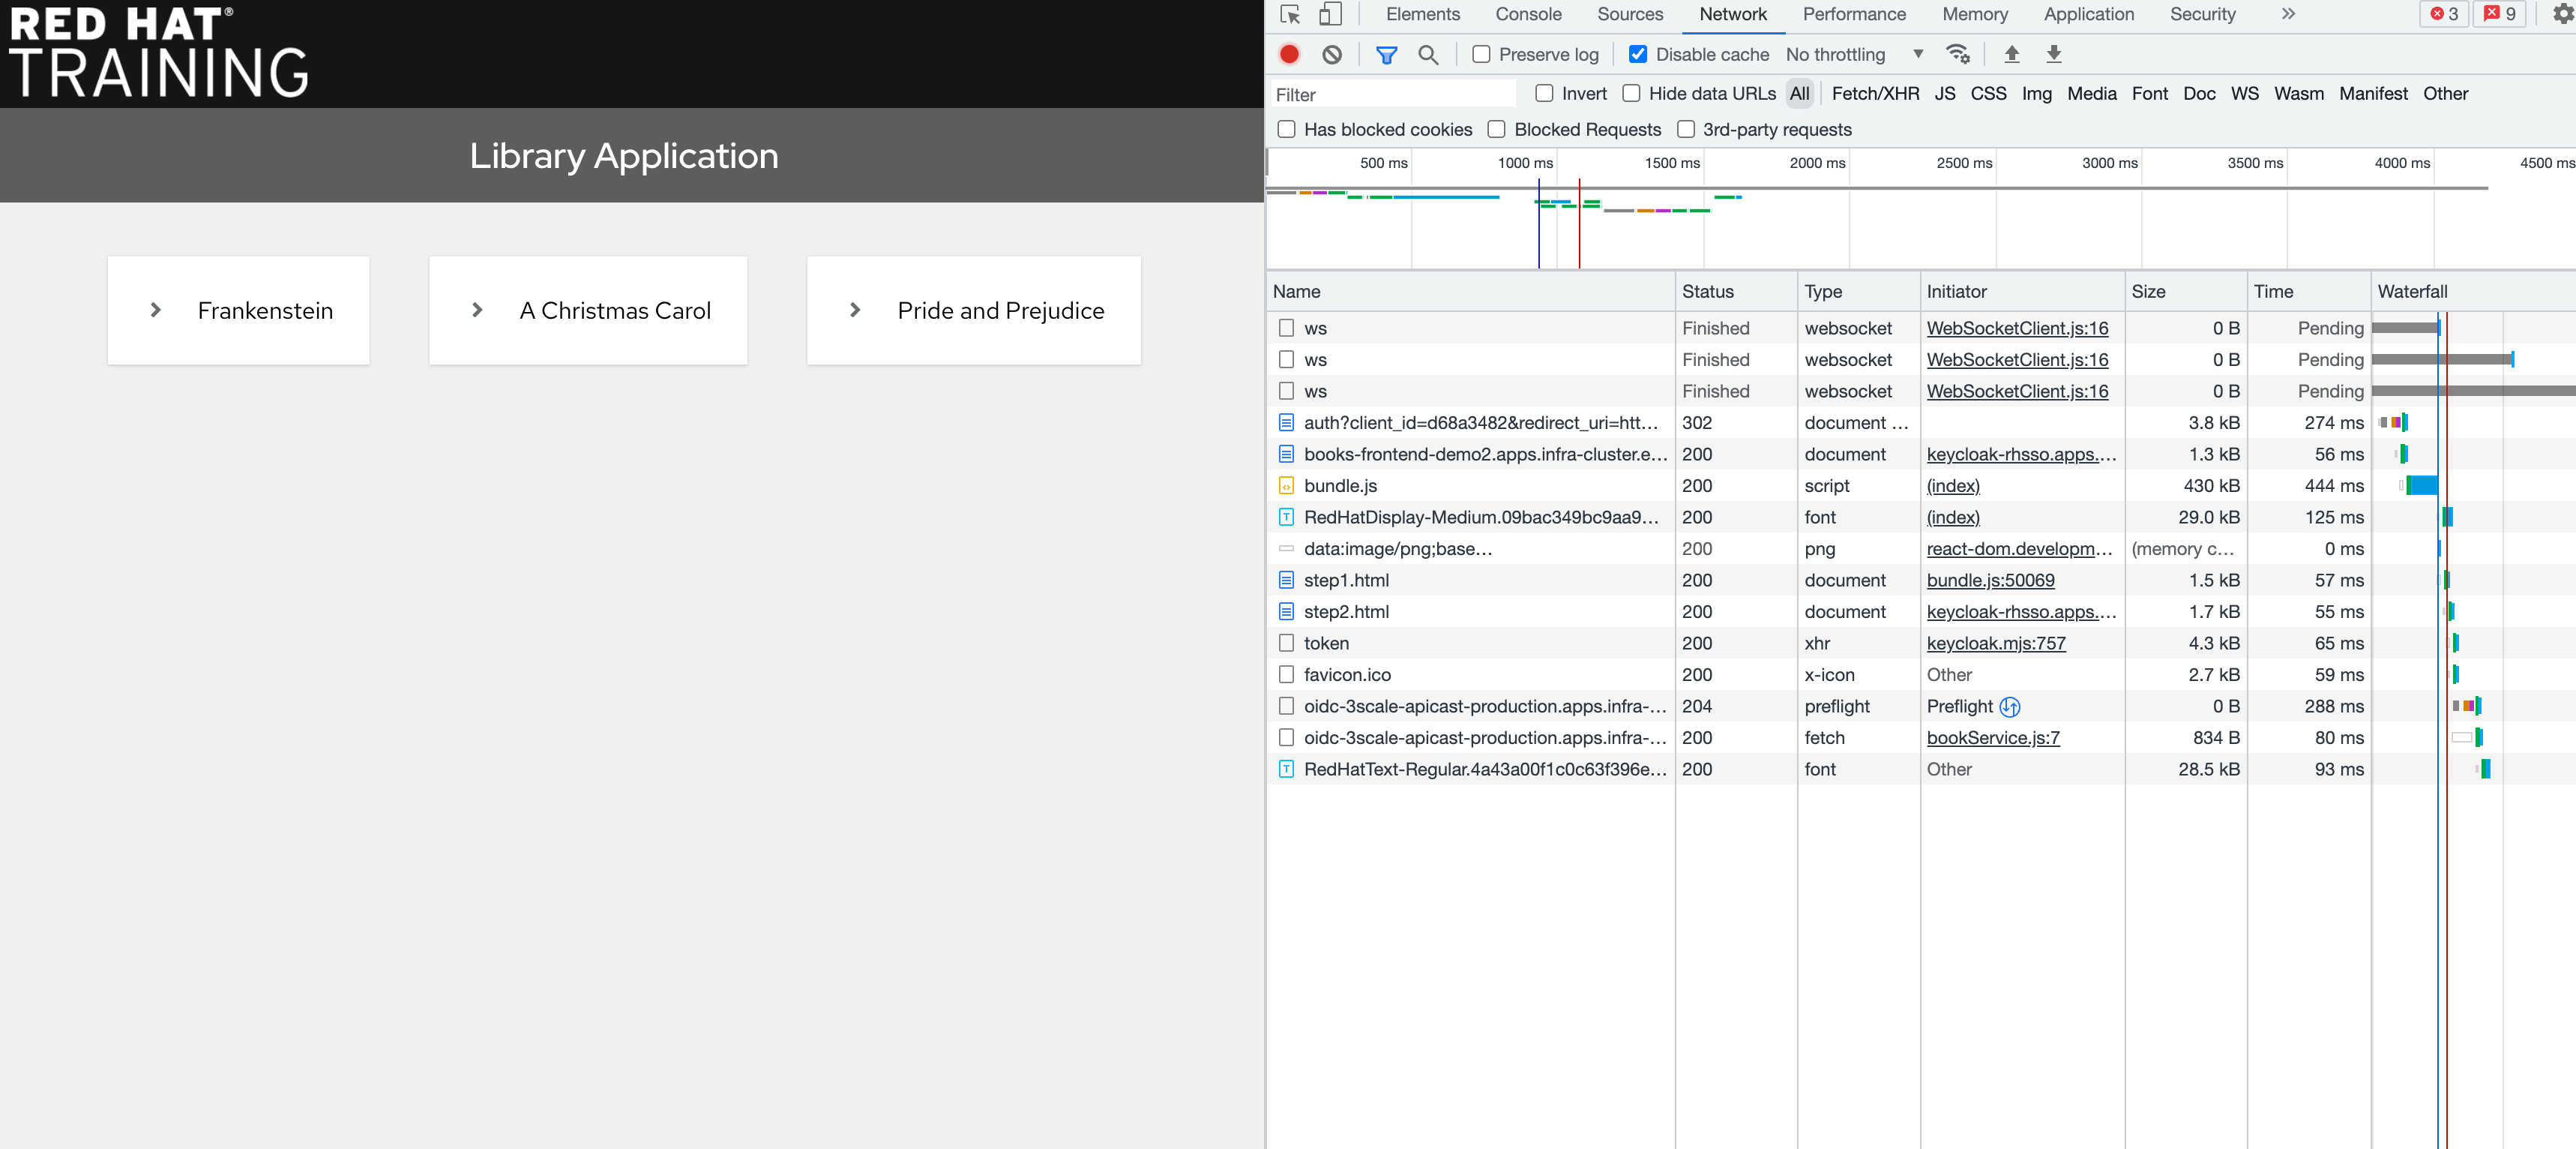 RED HAT®
TRAINING
Library Application
Frankenstein
A Christmas Carol
Pride and Prejudice
Elements Console Sources Network Performance Memory Application Security 3 9
Preserve log Disable cache No throttling
Filter Invert Hide data URLs All Fetch/XHR JS CSS Img Media Font Doc WS Wasm Manifest Other
Has blocked cookies Blocked Requests 3rd-party requests
500 ms 1000 ms 1500 ms 2000 ms 2500 ms 3000 ms 3500 ms 4000 ms 4500 ms
Name Status Type Initiator Size Time Waterfall
ws Finished websocket WebSocketClient.js:16 0 B Pending
ws Finished websocket WebSocketClient.js:16 0 B Pending
ws Finished websocket WebSocketClient.js:16 0 B Pending
auth?client_id=d68a3482&redirect_uri=htt... 302 document ... 3.8 kB 274 ms
books-frontend-demo2.apps.infra-cluster.e... 200 document keycloak-rhsso.apps.... 1.3 kB 56 ms
bundle.js 200 script (index) 430 kB 444 ms
RedHatDisplay-Medium.09bac349bc9aa9... 200 font (index) 29.0 kB 125 ms
data:image/png;base... 200 png react-dom.developm... (memory c... 0 ms
step1.html 200 document bundle.js:50069 1.5 kB 57 ms
step2.html 200 document keycloak-rhsso.apps.... 1.7 kB 55 ms
token 200 xhr keycloak.mjs:757 4.3 kB 65 ms
favicon.ico 200 x-icon Other 2.7 kB 59 ms
oidc-3scale-apicast-production.apps.infra-... 204 preflight Preflight 0 B 288 ms
oidc-3scale-apicast-production.apps.infra-... 200 fetch bookService.js:7 834 B 80 ms
RedHatText-Regular.4a43a00f1c0c63f396e... 200 font Other 28.5 kB 93 ms